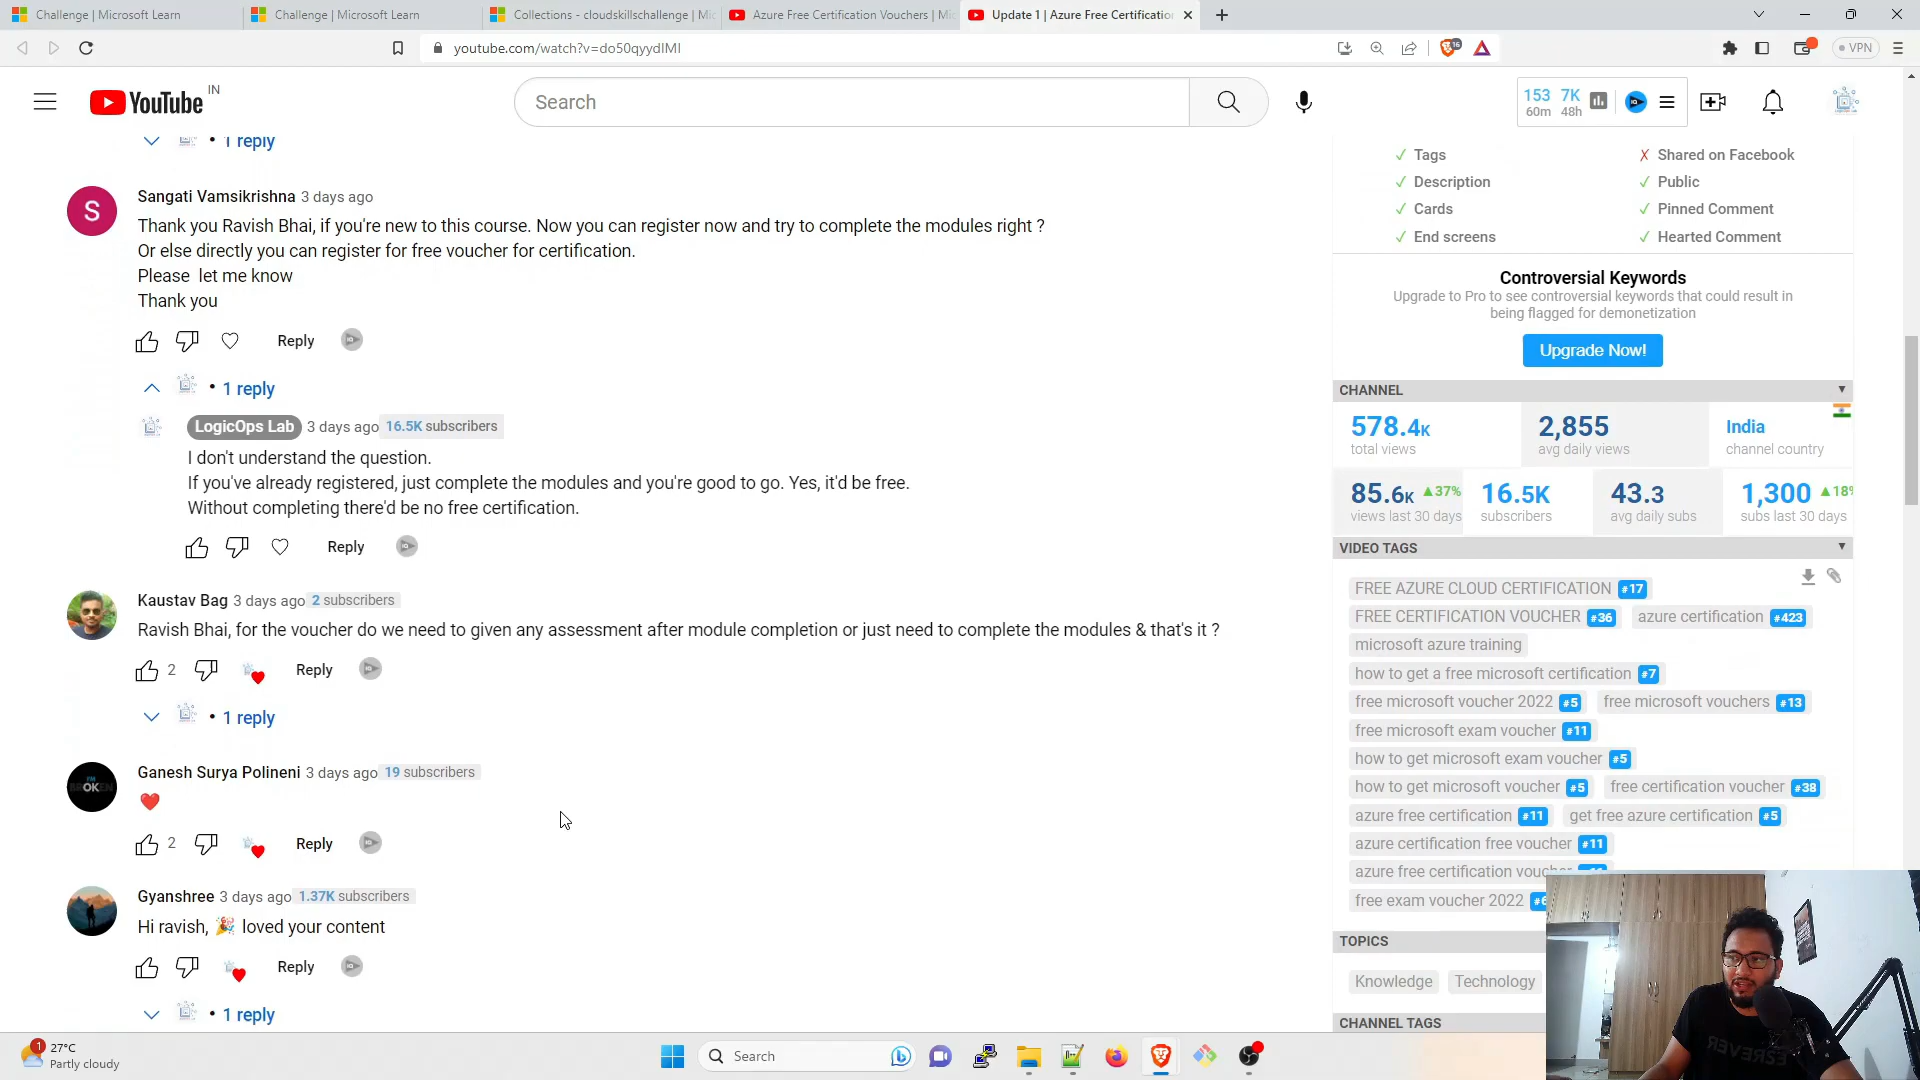 Challenge | Microsoft Learn
Challenge | Microsoft Learn
Collections - cloudskillschallenge | Mi
Azure Free Certification Vouchers | Mi
Update 1 | Azure Free Certification
youtube.com/watch?v=do50qyydlMI
VPN
YouTube IN
Search
153 7K
60m 48h
1 reply
Sangati Vamsikrishna 3 days ago
Thank you Ravish Bhai, if you're new to this course. Now you can register now and try to complete the modules right ?
Or else directly you can register for free voucher for certification.
Please let me know
Thank you
Reply
1 reply
LogicOps Lab 3 days ago 16.5K subscribers
I don't understand the question.
If you've already registered, just complete the modules and you're good to go. Yes, it'd be free.
Without completing there'd be no free certification.
Reply
Kaustav Bag 3 days ago 2 subscribers
Ravish Bhai, for the voucher do we need to given any assessment after module completion or just need to complete the modules & that's it ?
2 Reply
1 reply
Ganesh Surya Polineni 3 days ago 19 subscribers
2 Reply
Gyanshree 3 days ago 1.37K subscribers
Hi ravish, 🎉 loved your content
Reply
1 reply
✓ Tags ✗ Shared on Facebook
✓ Description ✓ Public
✓ Cards ✓ Pinned Comment
✓ End screens ✓ Hearted Comment
Controversial Keywords
Upgrade to Pro to see controversial keywords that could result in
being flagged for demonetization
Upgrade Now!
CHANNEL
578.4K 2,855 India
total views avg daily views channel country
85.6K ▲37% 16.5K 43.3 1,300 ▲18%
views last 30 days subscribers avg daily subs subs last 30 days
VIDEO TAGS
FREE AZURE CLOUD CERTIFICATION #17
FREE CERTIFICATION VOUCHER #36 azure certification #423
microsoft azure training
how to get a free microsoft certification #7
free microsoft voucher 2022 #5 free microsoft vouchers #13
free microsoft exam voucher #11
how to get microsoft exam voucher #5
how to get microsoft voucher #5 free certification voucher #38
azure free certification #11 get free azure certification #5
azure certification free voucher #11
azure free certification
free exam voucher 2022
TOPICS
Knowledge Technology
CHANNEL TAGS
1 27°C
Partly cloudy
Search